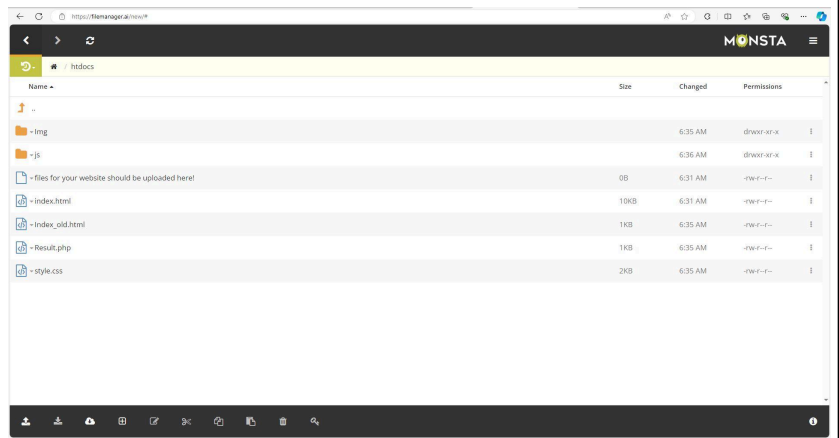 https://filemanager.ai/new/#
MONSTA
/ htdocs
Name Size Changed Permissions
..
Img 6:35 AM drwxr-xr-x
js 6:36 AM drwxr-xr-x
files for your website should be uploaded here! 0B 6:31 AM -rw-r--r--
index.html 10KB 6:31 AM -rw-r--r--
Index_old.html 1KB 6:35 AM -rw-r--r--
Result.php 1KB 6:35 AM -rw-r--r--
style.css 2KB 6:35 AM -rw-r--r--